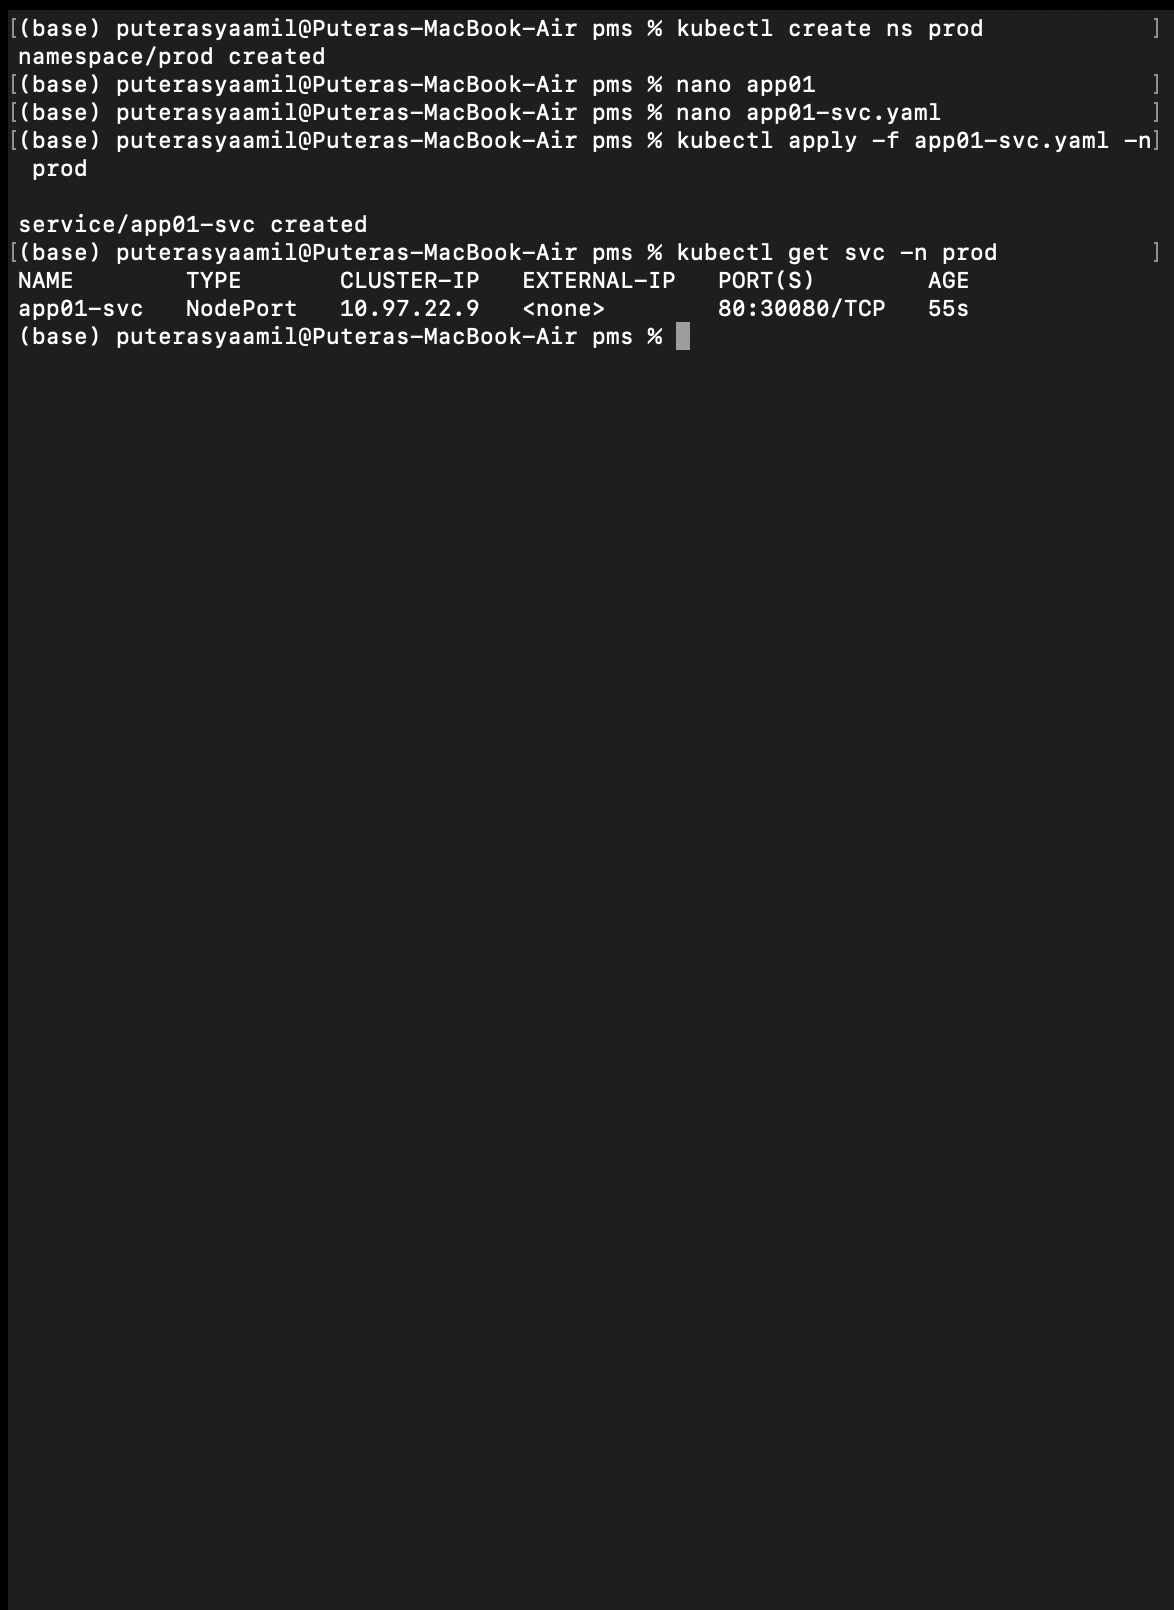 [(base) puterasyaamil@Puteras-MacBook-Air pms % kubectl create ns prod ]
namespace/prod created
[(base) puterasyaamil@Puteras-MacBook-Air pms % nano app01 ]
[(base) puterasyaamil@Puteras-MacBook-Air pms % nano app01-svc.yaml ]
[(base) puterasyaamil@Puteras-MacBook-Air pms % kubectl apply -f app01-svc.yaml -n]
prod
service/app01-svc created
[(base) puterasyaamil@Puteras-MacBook-Air pms % kubectl get svc -n prod ]
NAME TYPE CLUSTER-IP EXTERNAL-IP PORT(S) AGE
app01-svc NodePort 10.97.22.9 <none> 80:30080/TCP 55s
(base) puterasyaamil@Puteras-MacBook-Air pms %